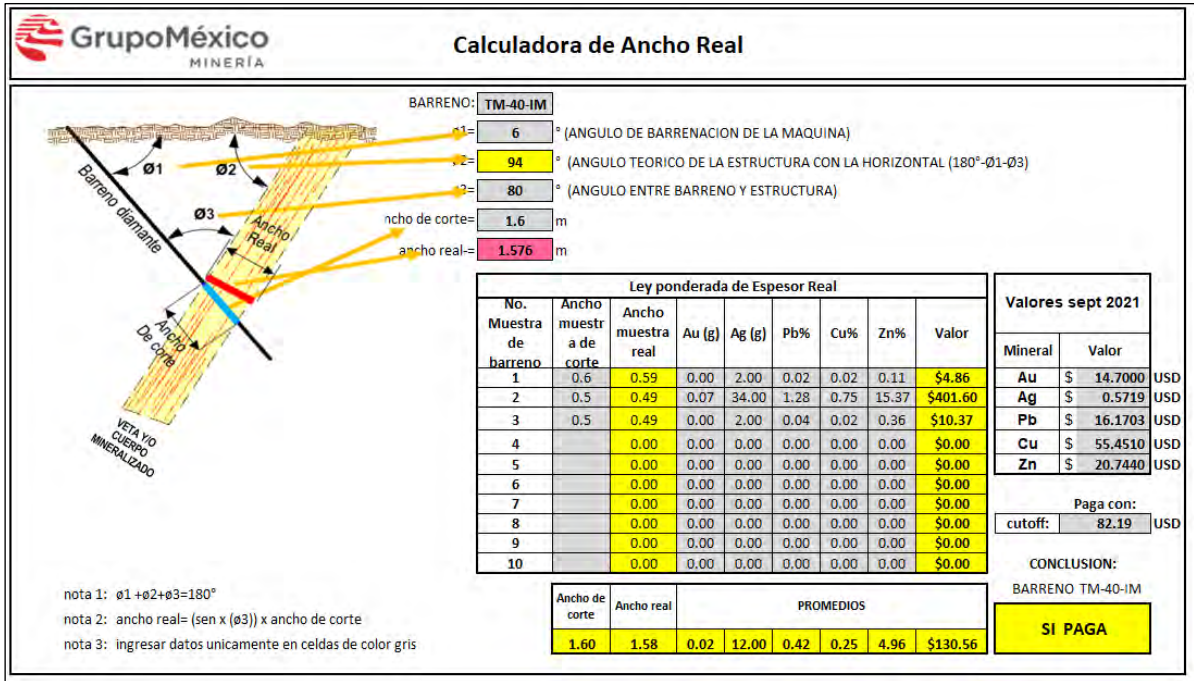 GrupoMéxico
MINERÍA
Calculadora de Ancho Real
BARRENO: TM-40-IM
1= 6 ° (ANGULO DE BARRENACION DE LA MAQUINA)
2= 94 ° (ANGULO TEORICO DE LA ESTRUCTURA CON LA HORIZONTAL (180°-Ø1-Ø3)
= 80 ° (ANGULO ENTRE BARRENO Y ESTRUCTURA)
ncho de corte= 1.6 m
ancho real-= 1.576 m
Ø1
Ø2
Ø3
Barreno diamante
Ancho
Real
Ancho
De corte
VETA Y/O
CUERPO
MINERALIZADO
Ley ponderada de Espesor Real
No. Muestra de barreno Ancho muestr a de corte Ancho muestra real Au (g) Ag (g) Pb% Cu% Zn% Valor
1 0.6 0.59 0.00 2.00 0.02 0.02 0.11 $4.86
2 0.5 0.49 0.07 34.00 1.28 0.75 15.37 $401.60
3 0.5 0.49 0.00 2.00 0.04 0.02 0.36 $10.37
4 0.00 0.00 0.00 0.00 0.00 0.00 $0.00
5 0.00 0.00 0.00 0.00 0.00 0.00 $0.00
6 0.00 0.00 0.00 0.00 0.00 0.00 $0.00
7 0.00 0.00 0.00 0.00 0.00 0.00 $0.00
8 0.00 0.00 0.00 0.00 0.00 0.00 $0.00
9 0.00 0.00 0.00 0.00 0.00 0.00 $0.00
10 0.00 0.00 0.00 0.00 0.00 0.00 $0.00
Valores sept 2021
Mineral Valor
Au $ 14.7000 USD
Ag $ 0.5719 USD
Pb $ 16.1703 USD
Cu $ 55.4510 USD
Zn $ 20.7440 USD
Paga con:
cutoff: 82.19 USD
CONCLUSION:
BARRENO TM-40-IM
SI PAGA
Ancho de corte Ancho real PROMEDIOS
1.60 1.58 0.02 12.00 0.42 0.25 4.96 $130.56
nota 1: ø1 +ø2+ø3=180°
nota 2: ancho real= (sen x (ø3)) x ancho de corte
nota 3: ingresar datos unicamente en celdas de color gris